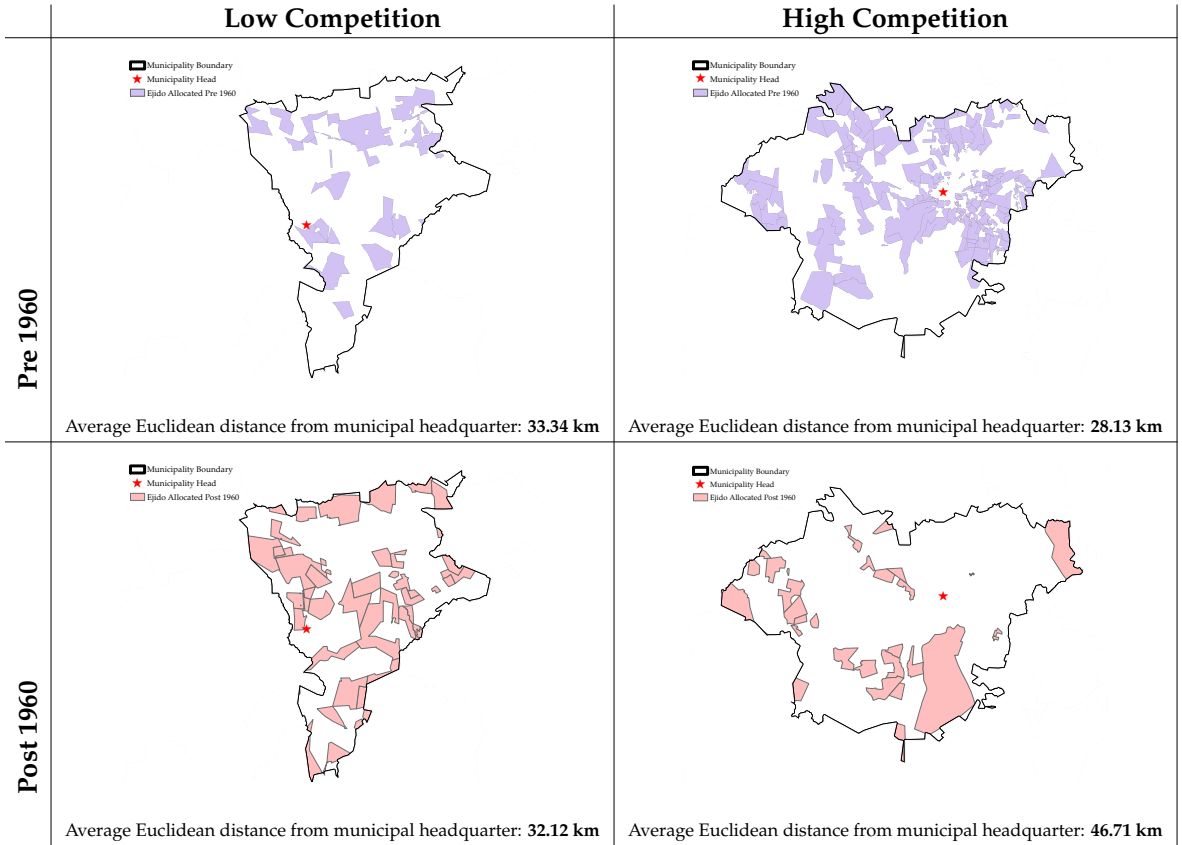 Low Competition
High Competition
Pre 1960
Municipality Boundary
Municipality Head
Ejido Allocated Pre 1960
Average Euclidean distance from municipal headquarter: 33.34 km
Municipality Boundary
Municipality Head
Ejido Allocated Pre 1960
Average Euclidean distance from municipal headquarter: 28.13 km
Post 1960
Municipality Boundary
Municipality Head
Ejido Allocated Post 1960
Average Euclidean distance from municipal headquarter: 32.12 km
Municipality Boundary
Municipality Head
Ejido Allocated Post 1960
Average Euclidean distance from municipal headquarter: 46.71 km